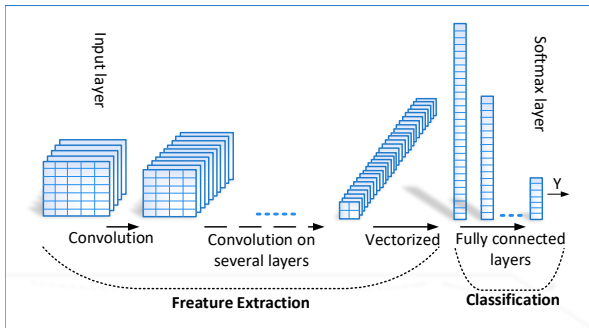 Input layer
Softmax layer
Y
Convolution
Convolution on
several layers
Vectorized
Fully connected
layers
Freature Extraction
Classification